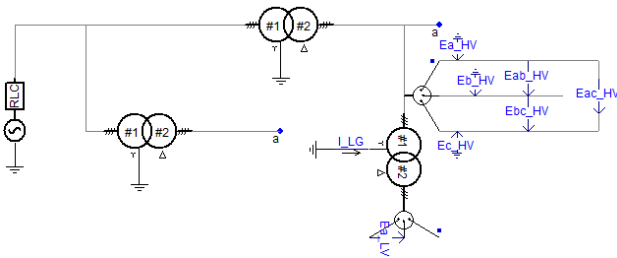 #1 #2
a
Ea_HV
Eb_HV
Eab_HV
Eac_HV
Ebc_HV
Ec_HV
RLC
#1 #2
a
I_LG
#1
#2
Ea_LV